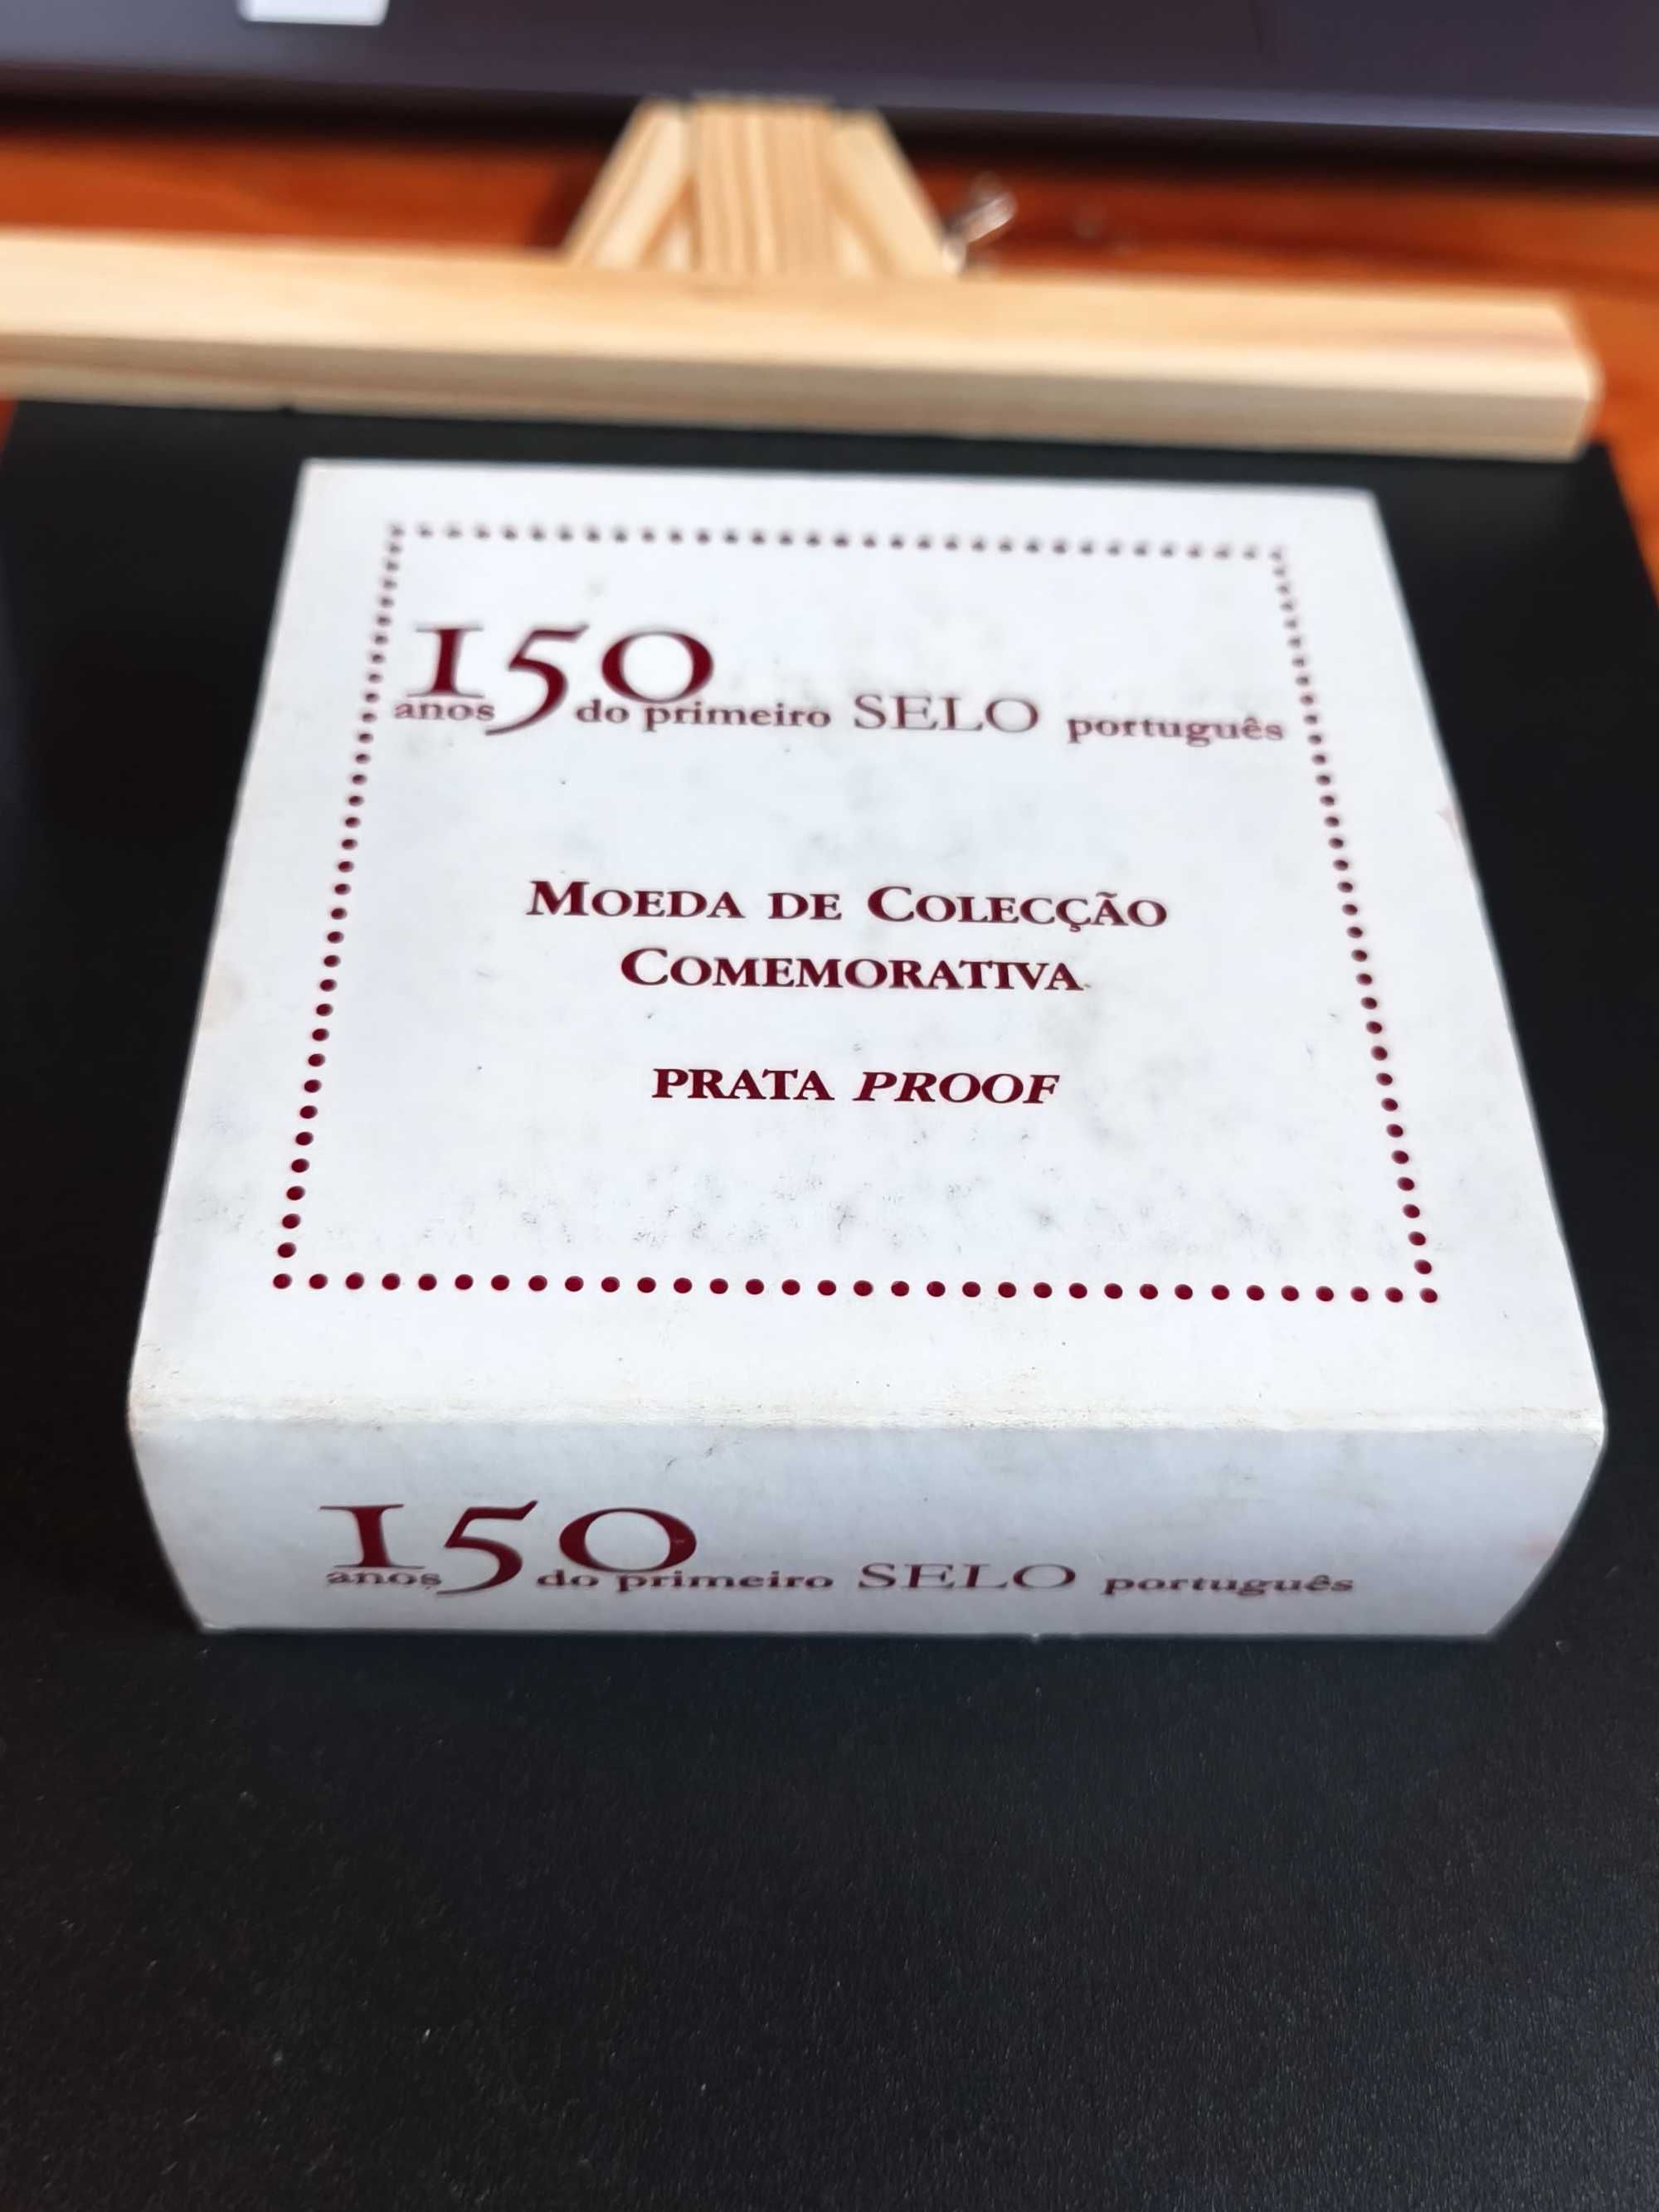 150
anos do primeiro SELO português
MOEDA DE COLECÇÃO
COMEMORATIVA
PRATA PROOF
150
anos do primeiro SELO português